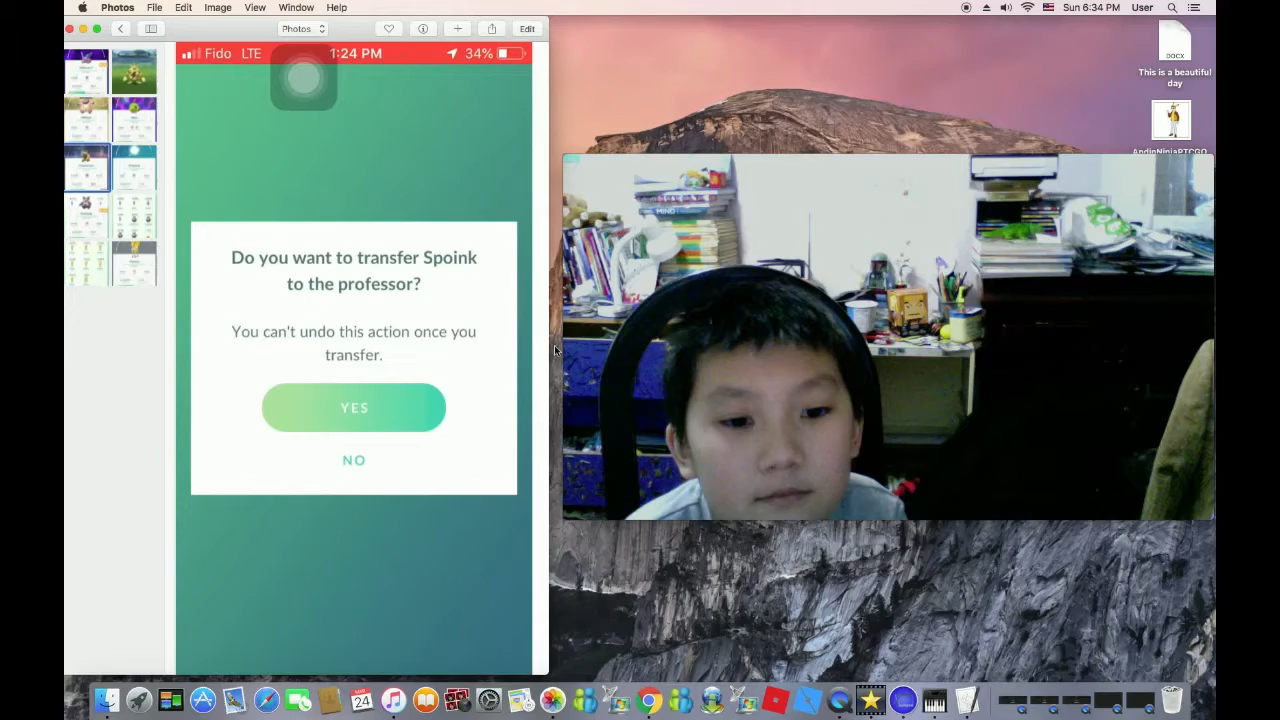 Photos File Edit Image View Window Help
Sun 6:34 PM User
Photos
Edit
Fido LTE 1:24 PM 34%
Do you want to transfer Spoink
to the professor?
You can't undo this action once you
transfer.
YES
NO
DOCX
This is a beautiful
day
MIND
24